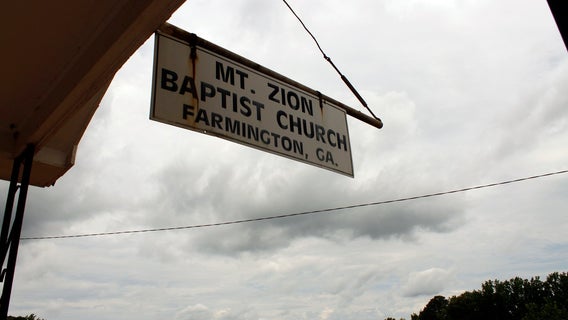 MT. ZION
BAPTIST CHURCH
FARMINGTON, GA.